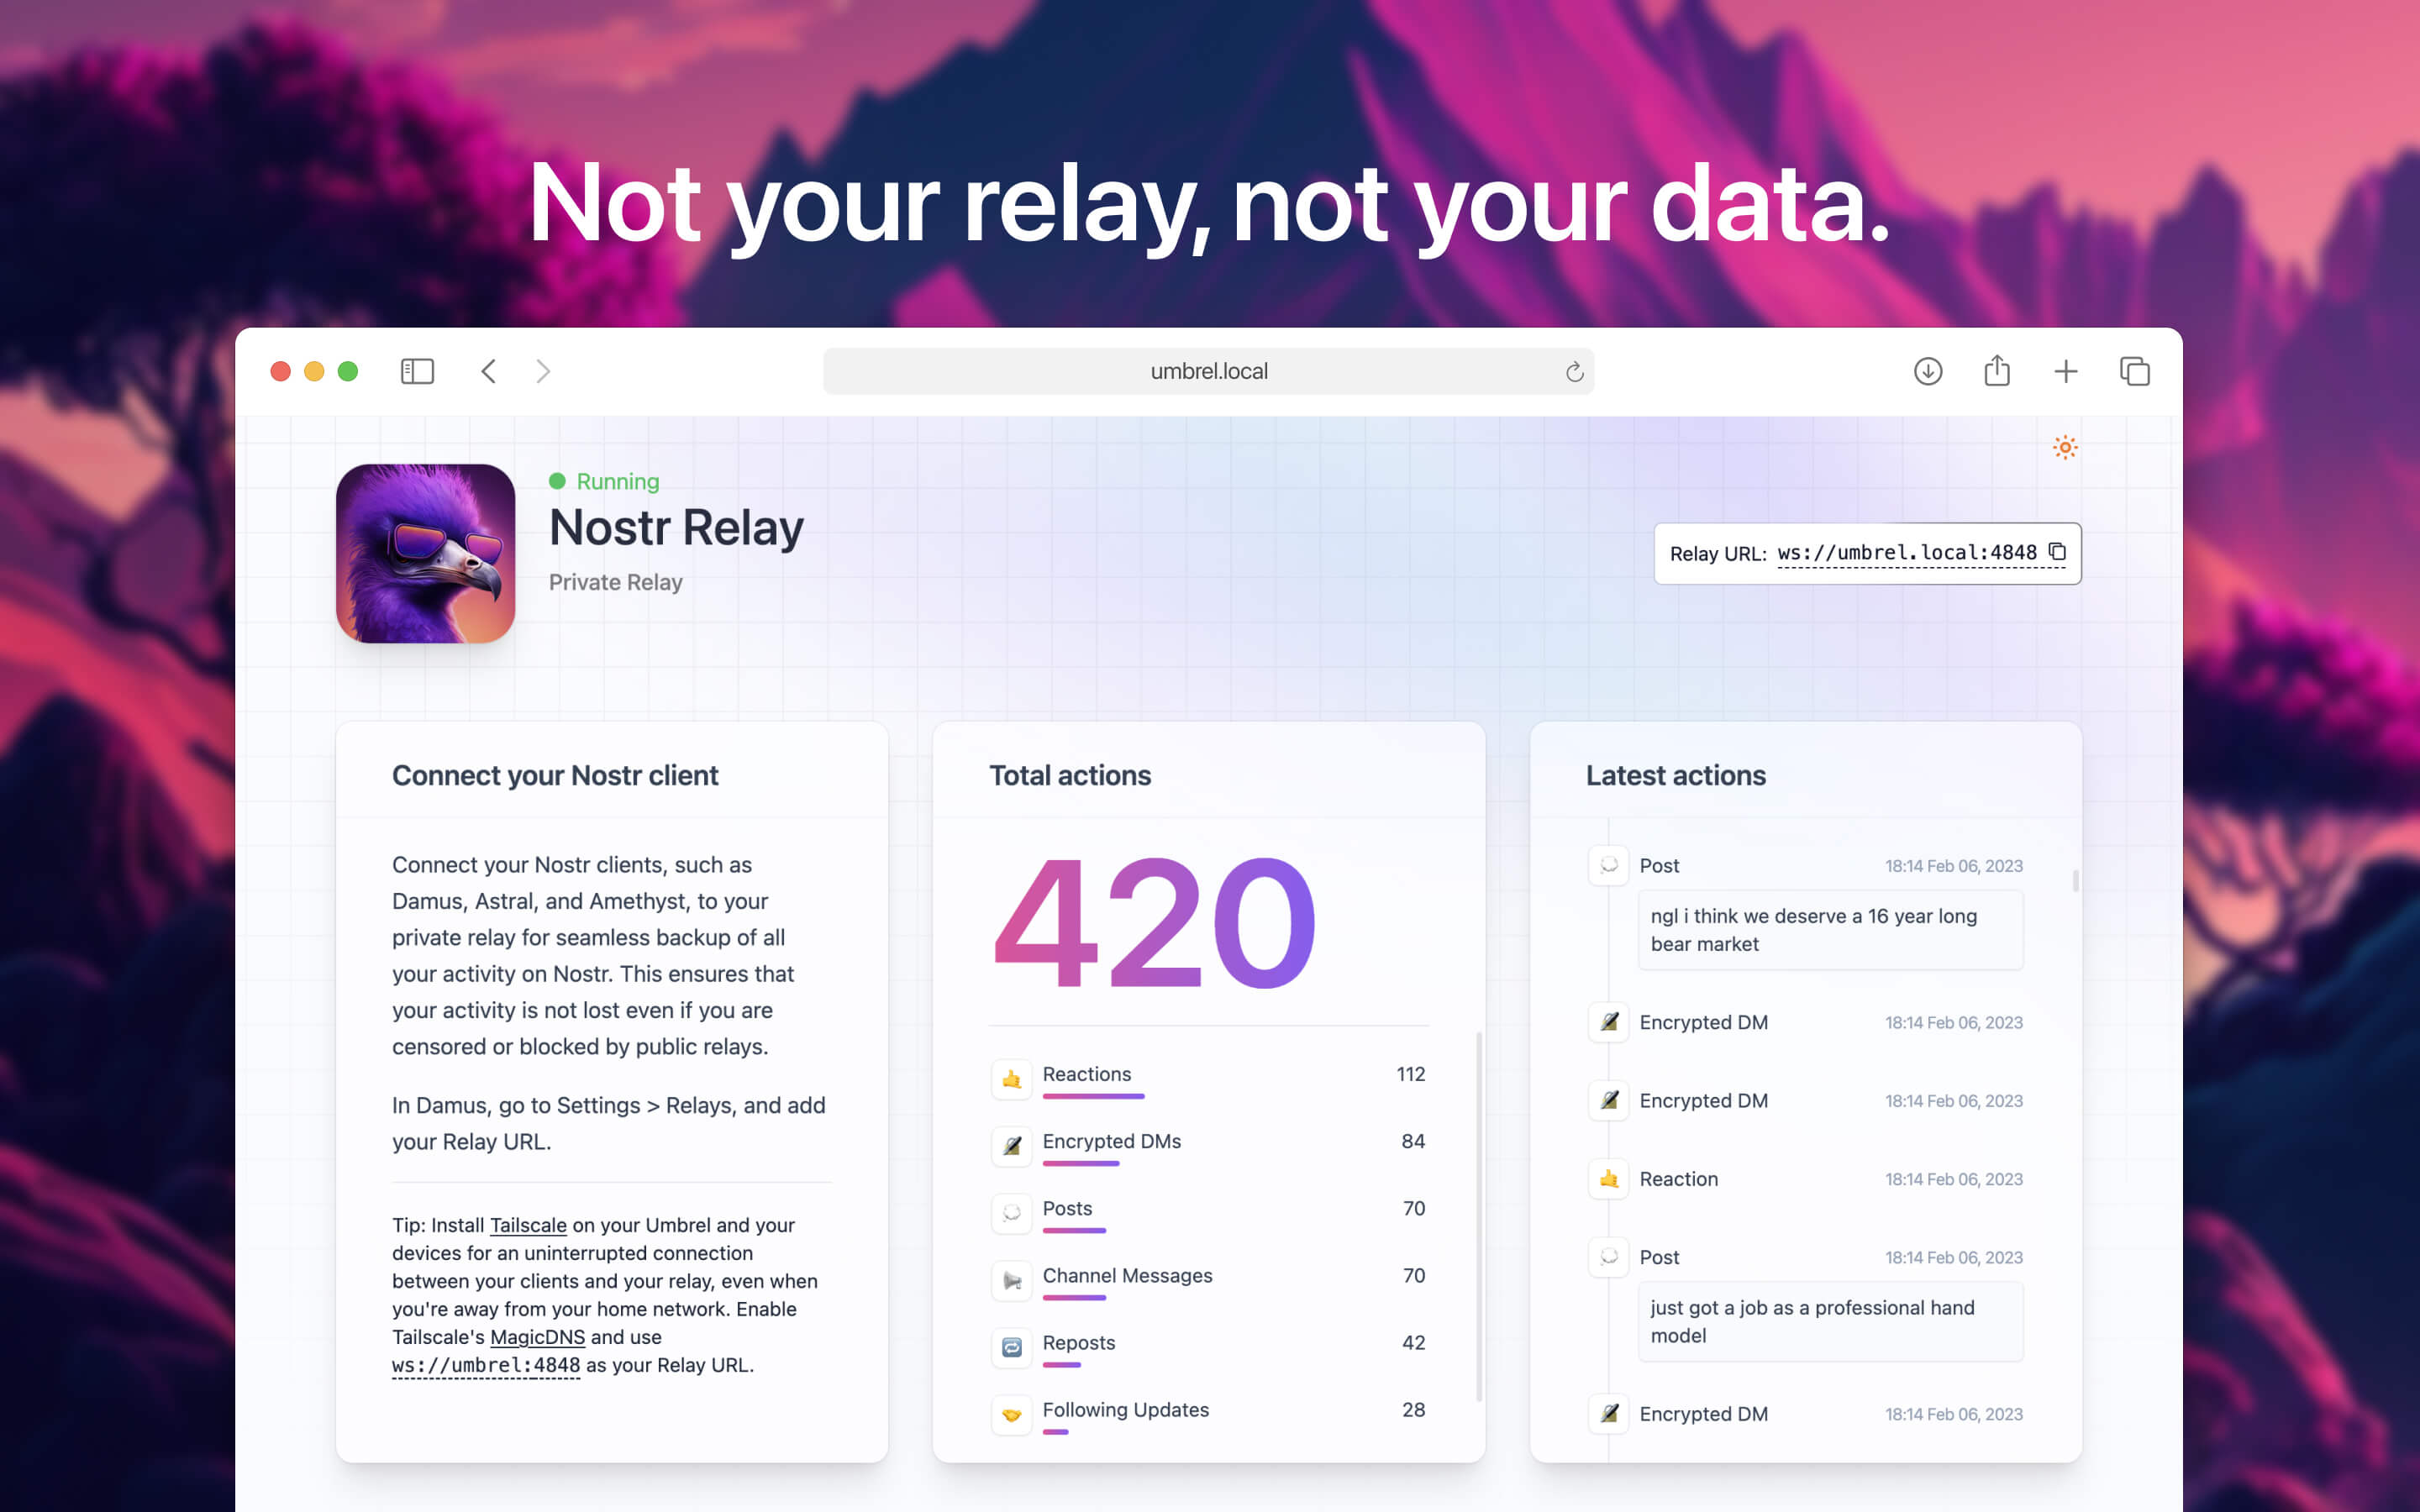 Not your relay, not your data.
umbrel.local
Running
Nostr Relay
Private Relay
Relay URL: ws://umbrel.local:4848
Connect your Nostr client
Connect your Nostr clients, such as
Damus, Astral, and Amethyst, to your
private relay for seamless backup of all
your activity on Nostr. This ensures that
your activity is not lost even if you are
censored or blocked by public relays.
In Damus, go to Settings > Relays, and add
your Relay URL.
Tip: Install Tailscale on your Umbrel and your
devices for an uninterrupted connection
between your clients and your relay, even when
you're away from your home network. Enable
Tailscale's MagicDNS and use
ws://umbrel:4848 as your Relay URL.
Total actions
420
Reactions 112
Encrypted DMs 84
Posts 70
Channel Messages 70
Reposts 42
Following Updates 28
Latest actions
Post 18:14 Feb 06, 2023
ngl i think we deserve a 16 year long
bear market
Encrypted DM 18:14 Feb 06, 2023
Encrypted DM 18:14 Feb 06, 2023
Reaction 18:14 Feb 06, 2023
Post 18:14 Feb 06, 2023
just got a job as a professional hand
model
Encrypted DM 18:14 Feb 06, 2023